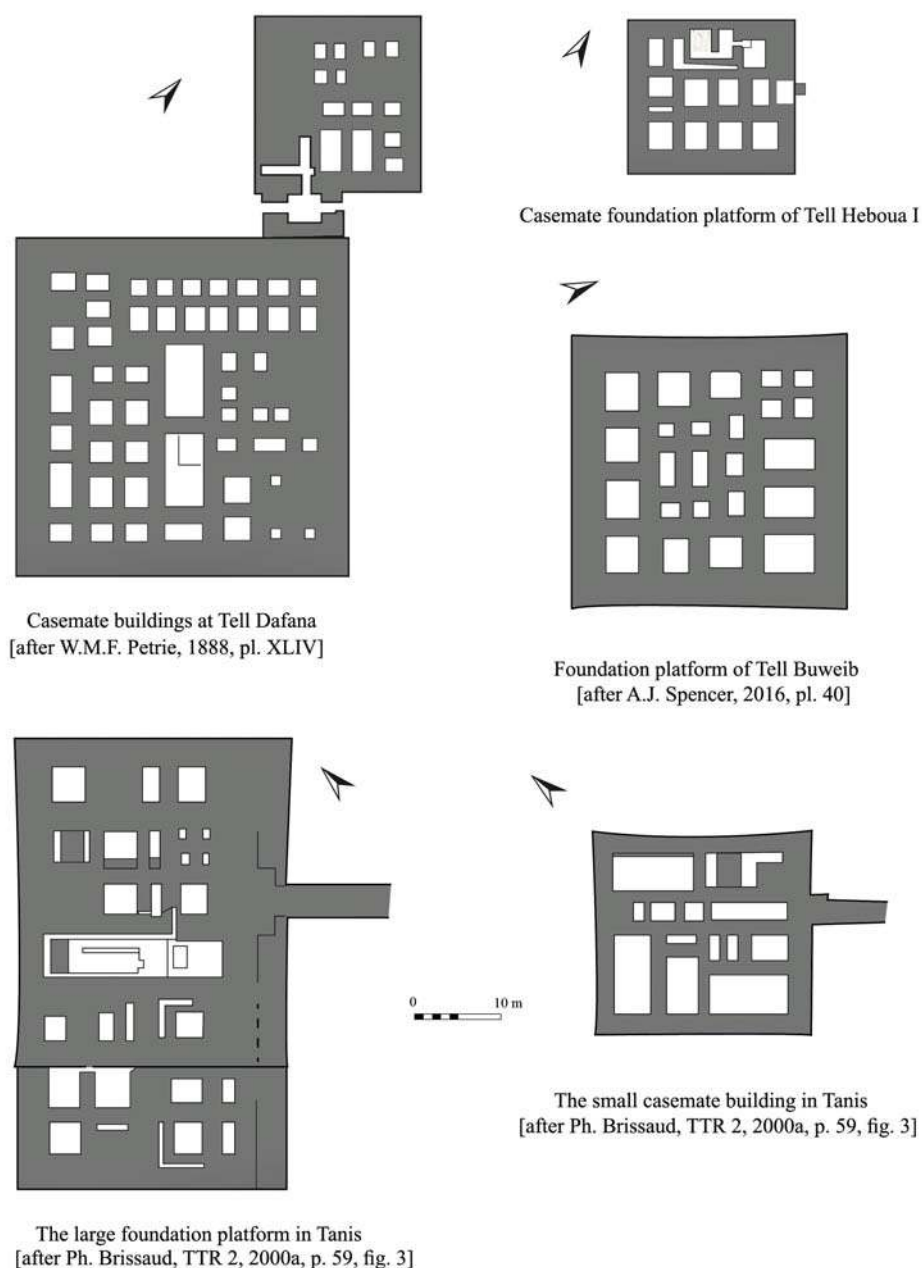 Casemate foundation platform of Tell Heboua I
Casemate buildings at Tell Dafana
[after W.M.F. Petrie, 1888, pl. XLIV]
Foundation platform of Tell Buweib
[after A.J. Spencer, 2016, pl. 40]
0 10 m
The small casemate building in Tanis
[after Ph. Brissaud, TTR 2, 2000a, p. 59, fig. 3]
The large foundation platform in Tanis
[after Ph. Brissaud, TTR 2, 2000a, p. 59, fig. 3]